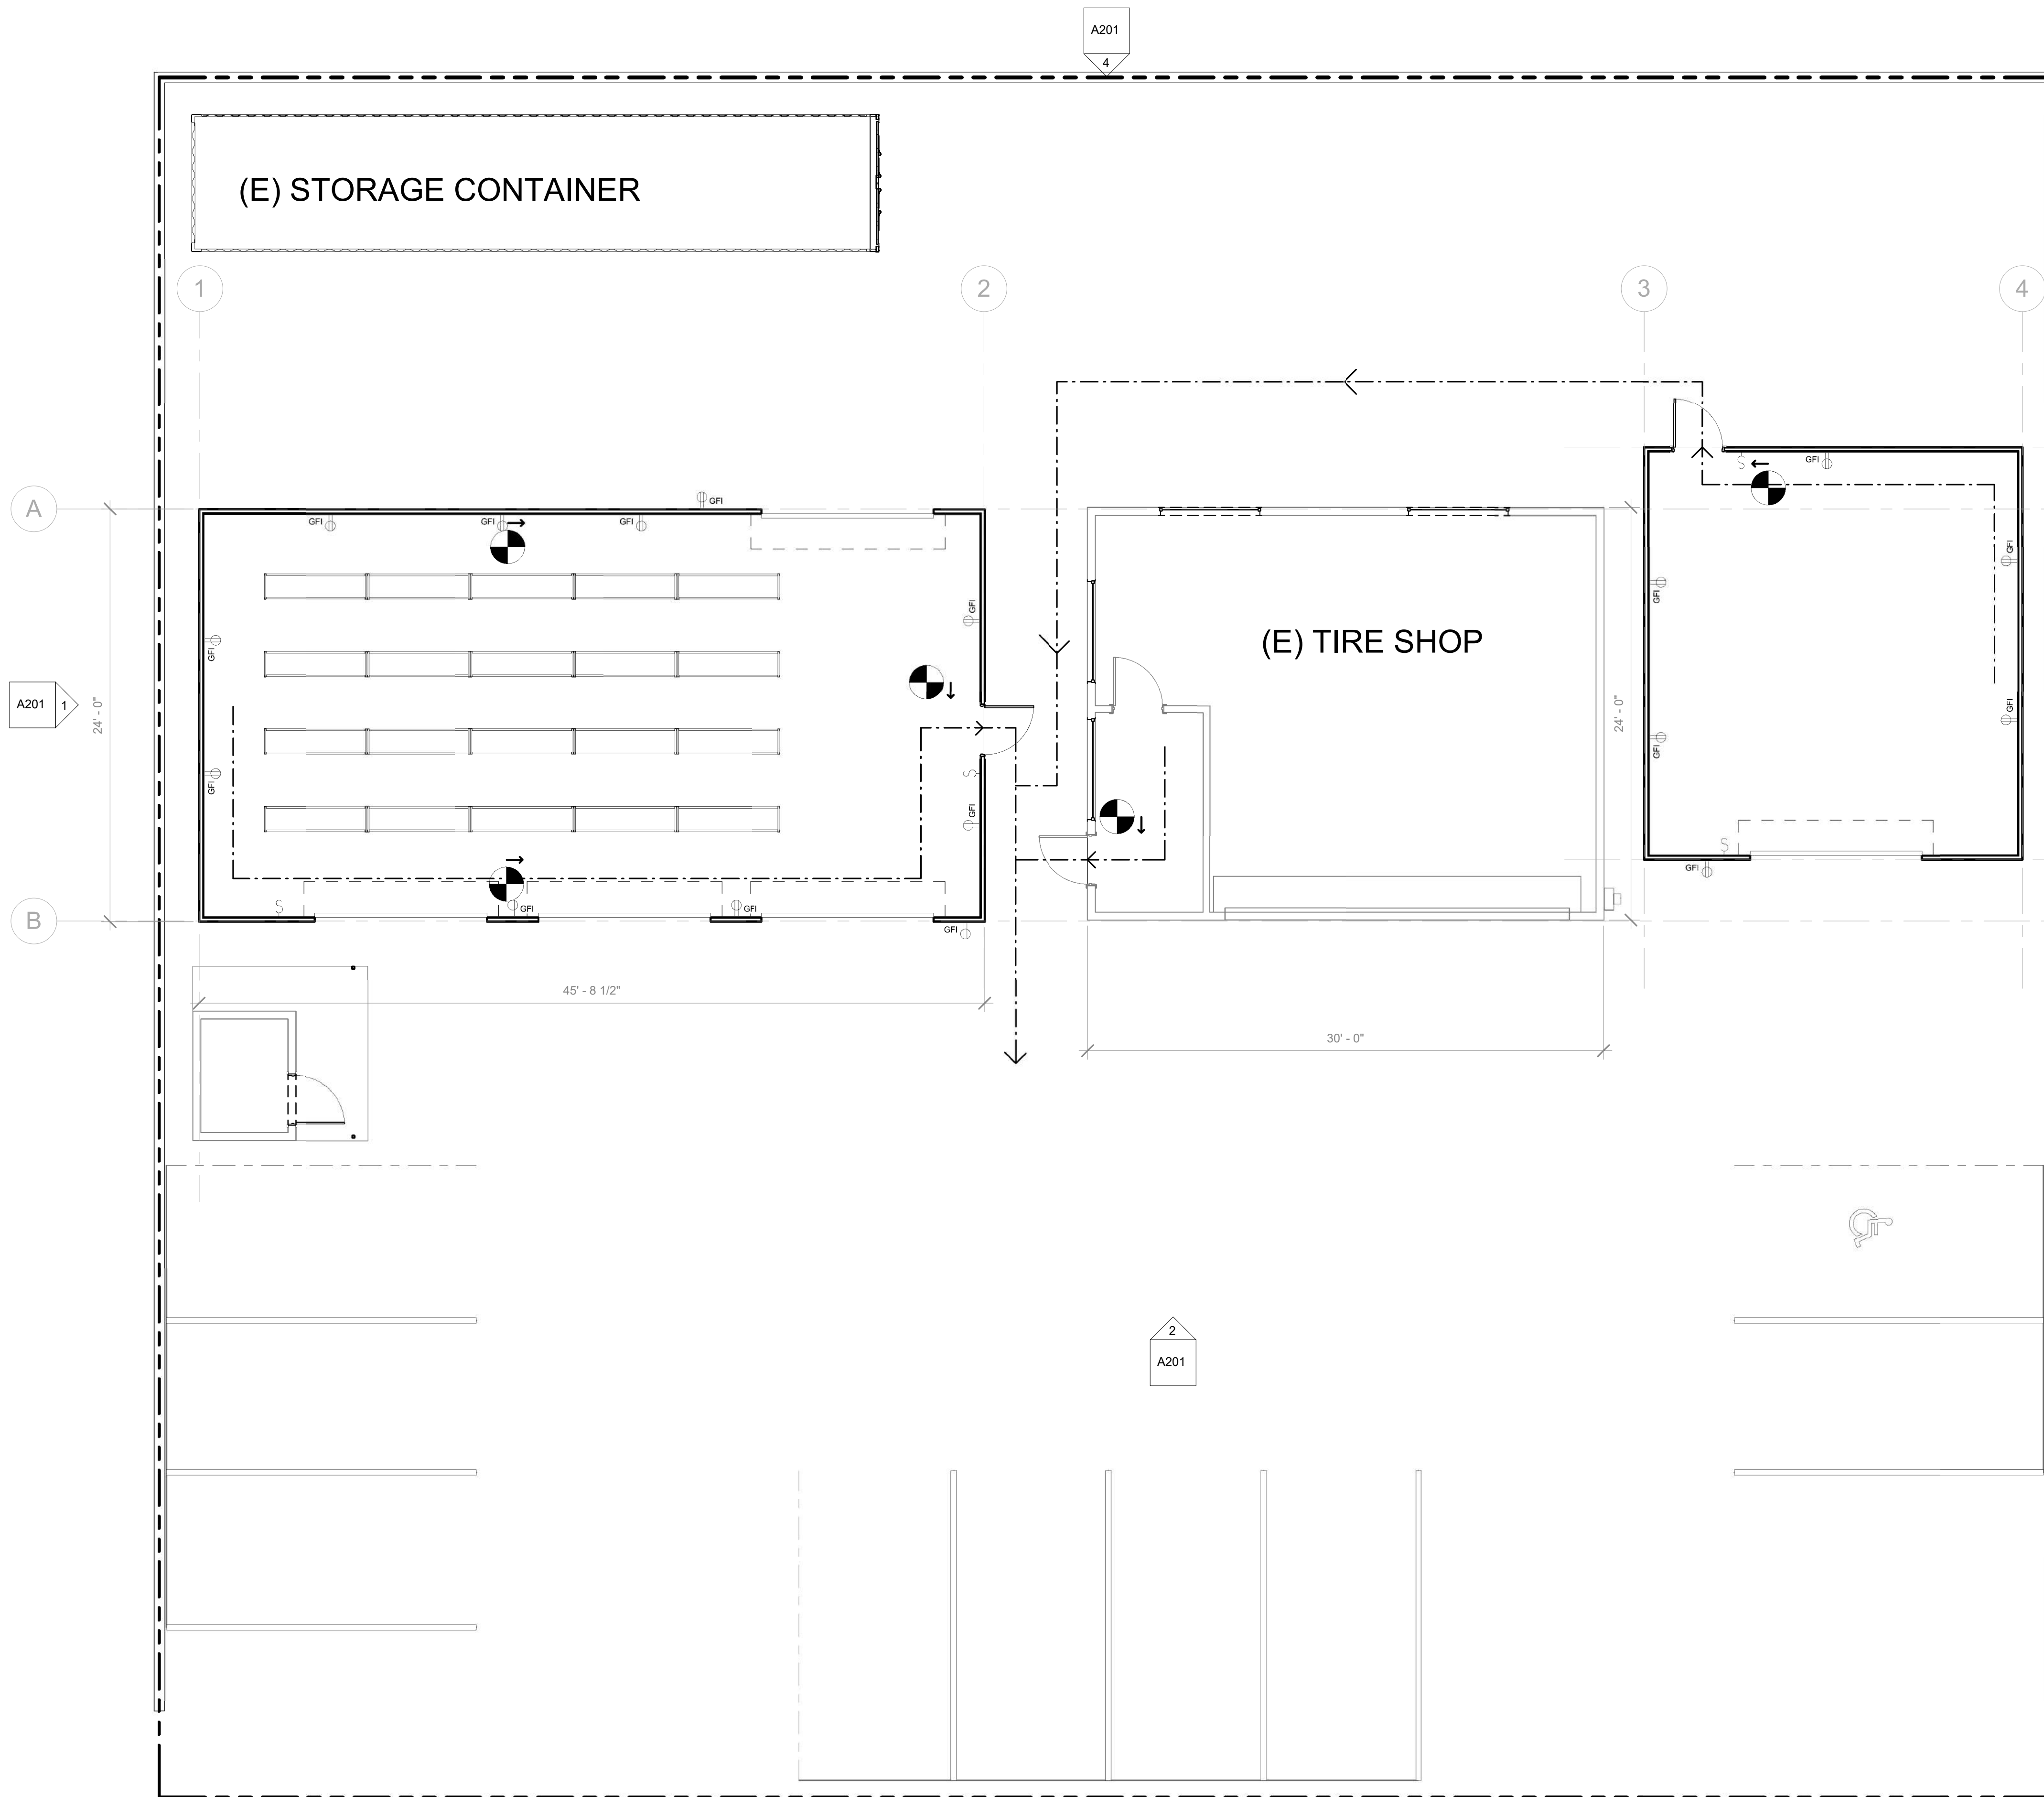 A201
4
(E) STORAGE CONTAINER
1
2
3
4
GFI
GFI
A
GFI
GFI
GFI
GFI
GFI
GFI
GFI
(E) TIRE SHOP
GFI
A201
1
24' - 0"
24' - 0"
GFI
GFI
GFI
GFI
GFI
GFI
GFI
B
GFI
45' - 8 1/2"
30' - 0"
2
A201